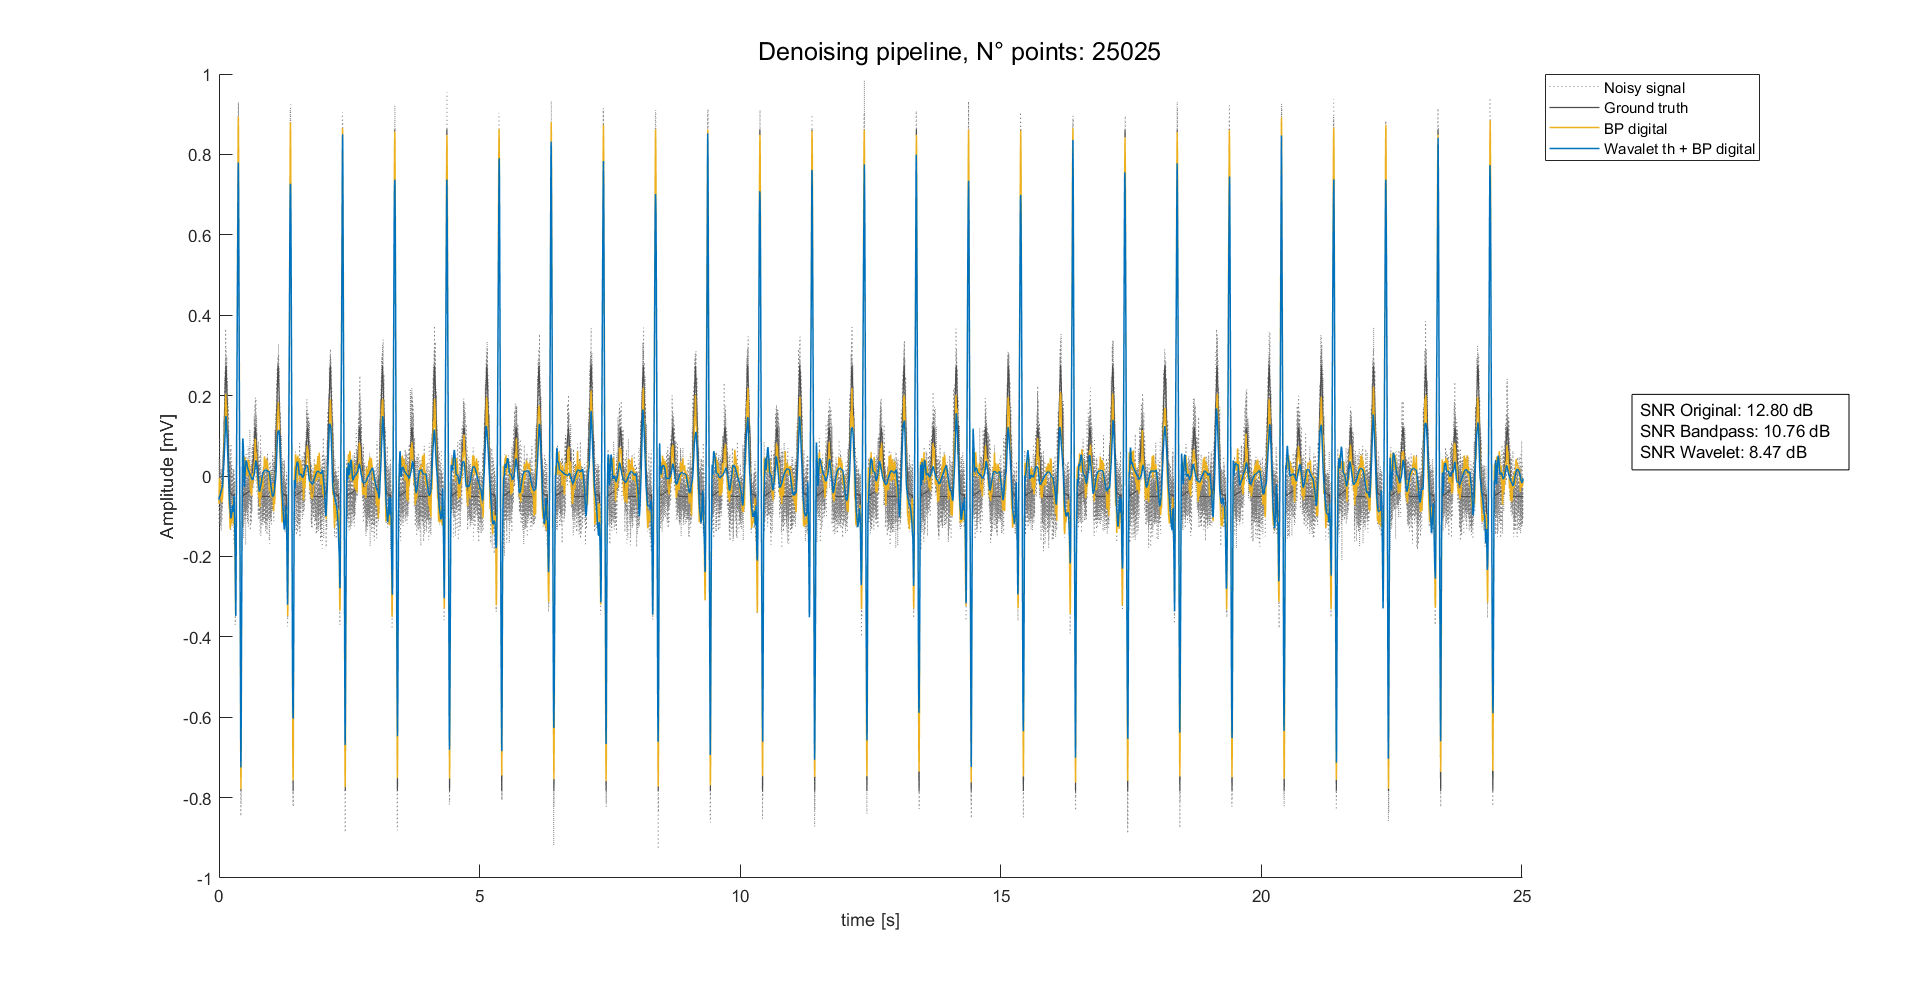 Denoising pipeline, N° points: 25025
Noisy signal
Ground truth
BP digital
Wavalet th + BP digital
1
0.8
0.6
0.4
0.2
0
-0.2
-0.4
-0.6
-0.8
-1
Amplitude [mV]
SNR Original: 12.80 dB
SNR Bandpass: 10.76 dB
SNR Wavelet: 8.47 dB
0 5 10 15 20 25
time [s]